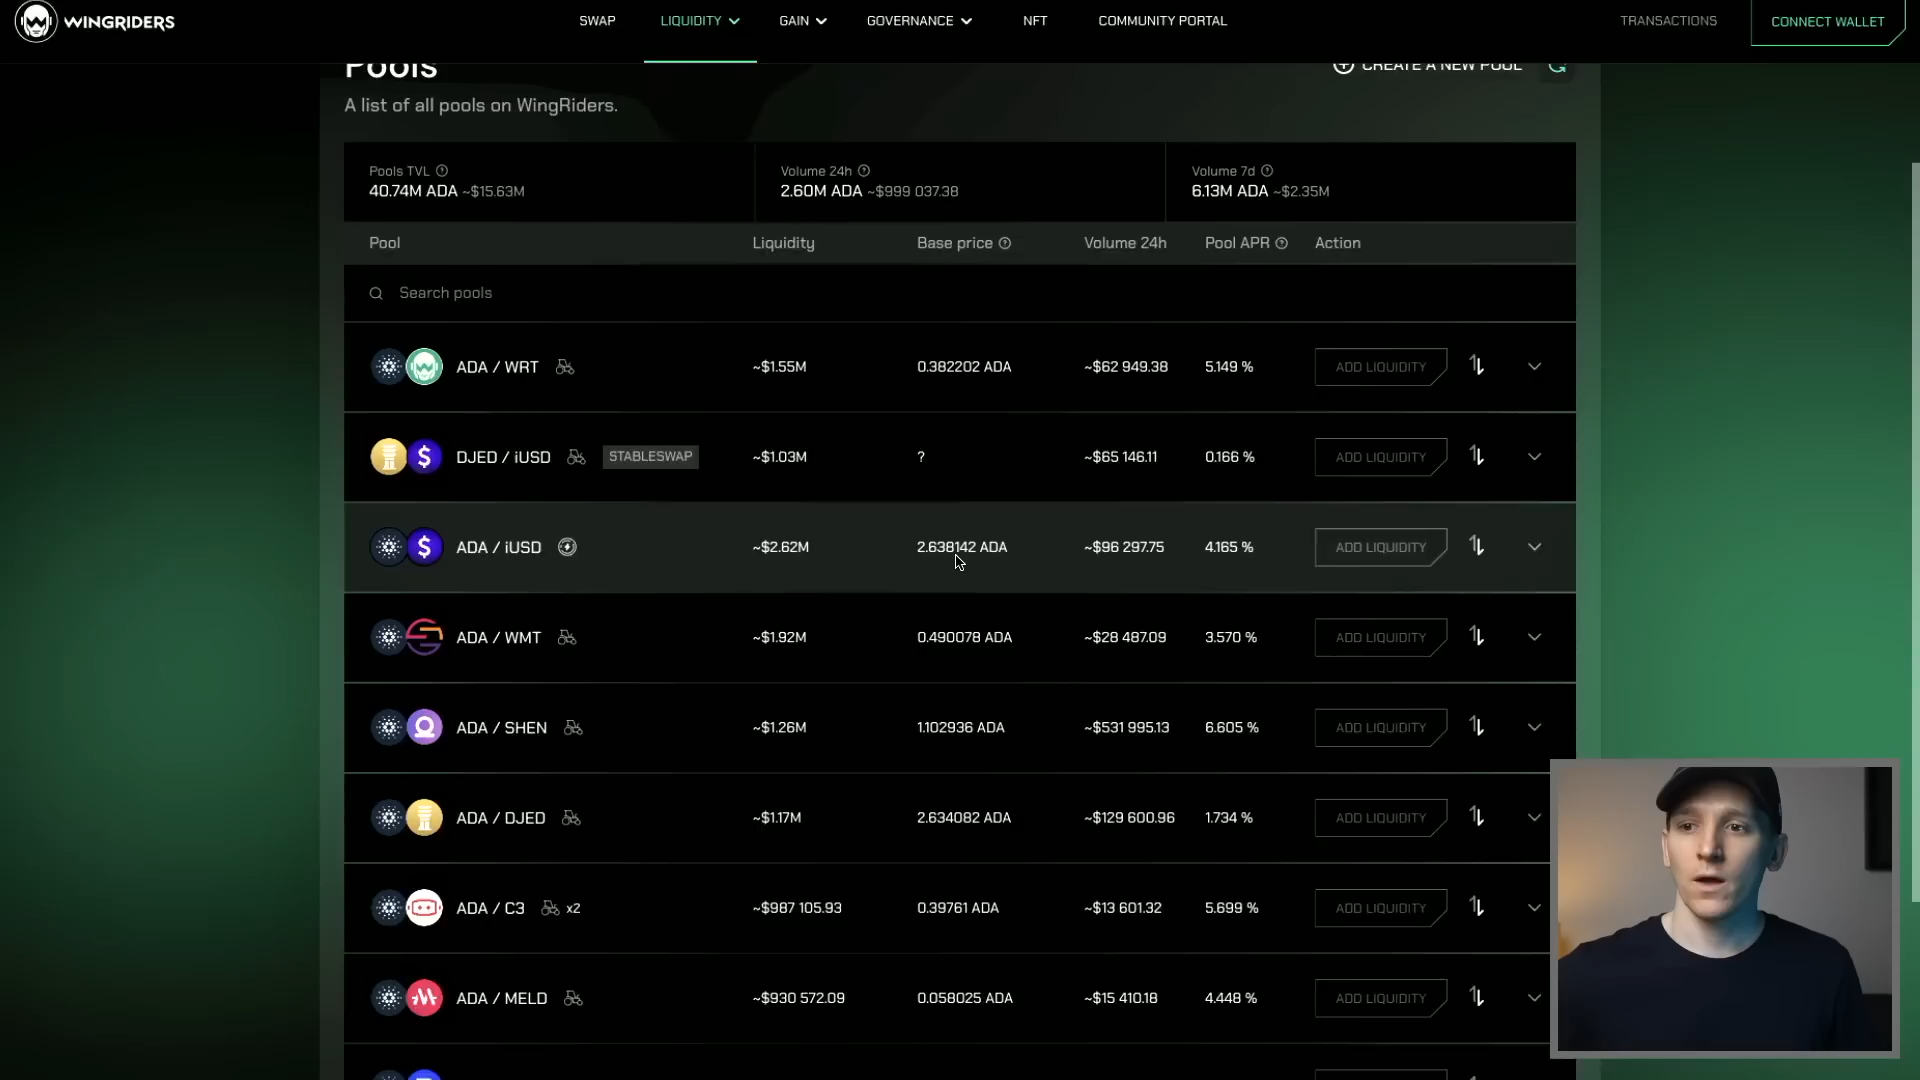 WINGRIDERS
SWAP LIQUIDITY GAIN GOVERNANCE NFT COMMUNITY PORTAL TRANSACTIONS CONNECT WALLET
Pools CREATE A NEW POOL
A list of all pools on WingRiders.
Pools TVL Volume 24h Volume 7d
40.74M ADA ~$15.63M 2.60M ADA ~$999 037.38 6.13M ADA ~$2.35M
Pool Liquidity Base price Volume 24h Pool APR Action
Search pools
ADA / WRT ~$1.55M 0.382202 ADA ~$62 949.38 5.149 % ADD LIQUIDITY
DJED / iUSD STABLESWAP ~$1.03M ? ~$65 146.11 0.166 % ADD LIQUIDITY
ADA / iUSD ~$2.62M 2.638142 ADA ~$96 297.75 4.165 % ADD LIQUIDITY
ADA / WMT ~$1.92M 0.490078 ADA ~$28 487.09 3.570 % ADD LIQUIDITY
ADA / SHEN ~$1.26M 1.102936 ADA ~$531 995.13 6.605 % ADD LIQUIDITY
ADA / DJED ~$1.17M 2.634082 ADA ~$129 600.96 1.734 % ADD LIQUIDITY
ADA / C3 x2 ~$987 105.93 0.39761 ADA ~$13 601.32 5.699 % ADD LIQUIDITY
ADA / MELD ~$930 572.09 0.058025 ADA ~$15 410.18 4.448 % ADD LIQUIDITY